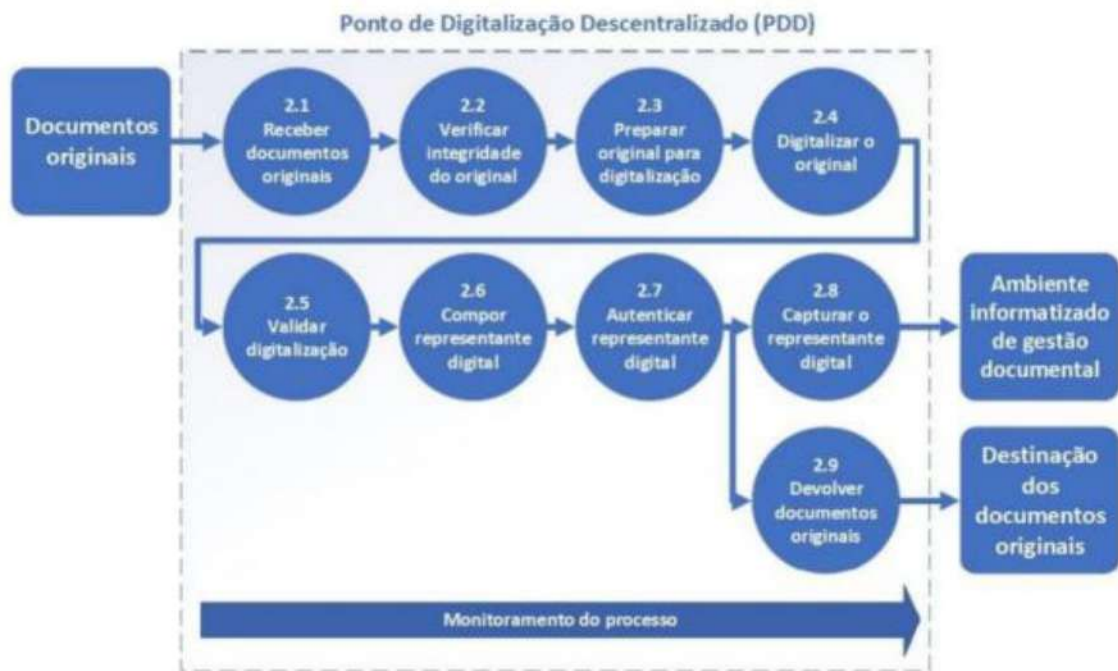 Ponto de Digitalização Descentralizado (PDD)
Documentos
originais
2.1
Receber
documentos
originais
2.2
Verificar
integridade
do original
2.3
Preparar
original para
digitalização
2.4
Digitalizar o
original
2.5
Validar
digitalização
2.6
Compor
representante
digital
2.7
Autenticar
representante
digital
2.8
Capturar o
representante
digital
Ambiente
informatizado
de gestão
documental
2.9
Devolver
documentos
originais
Destinação
dos
documentos
originais
Monitoramento do processo